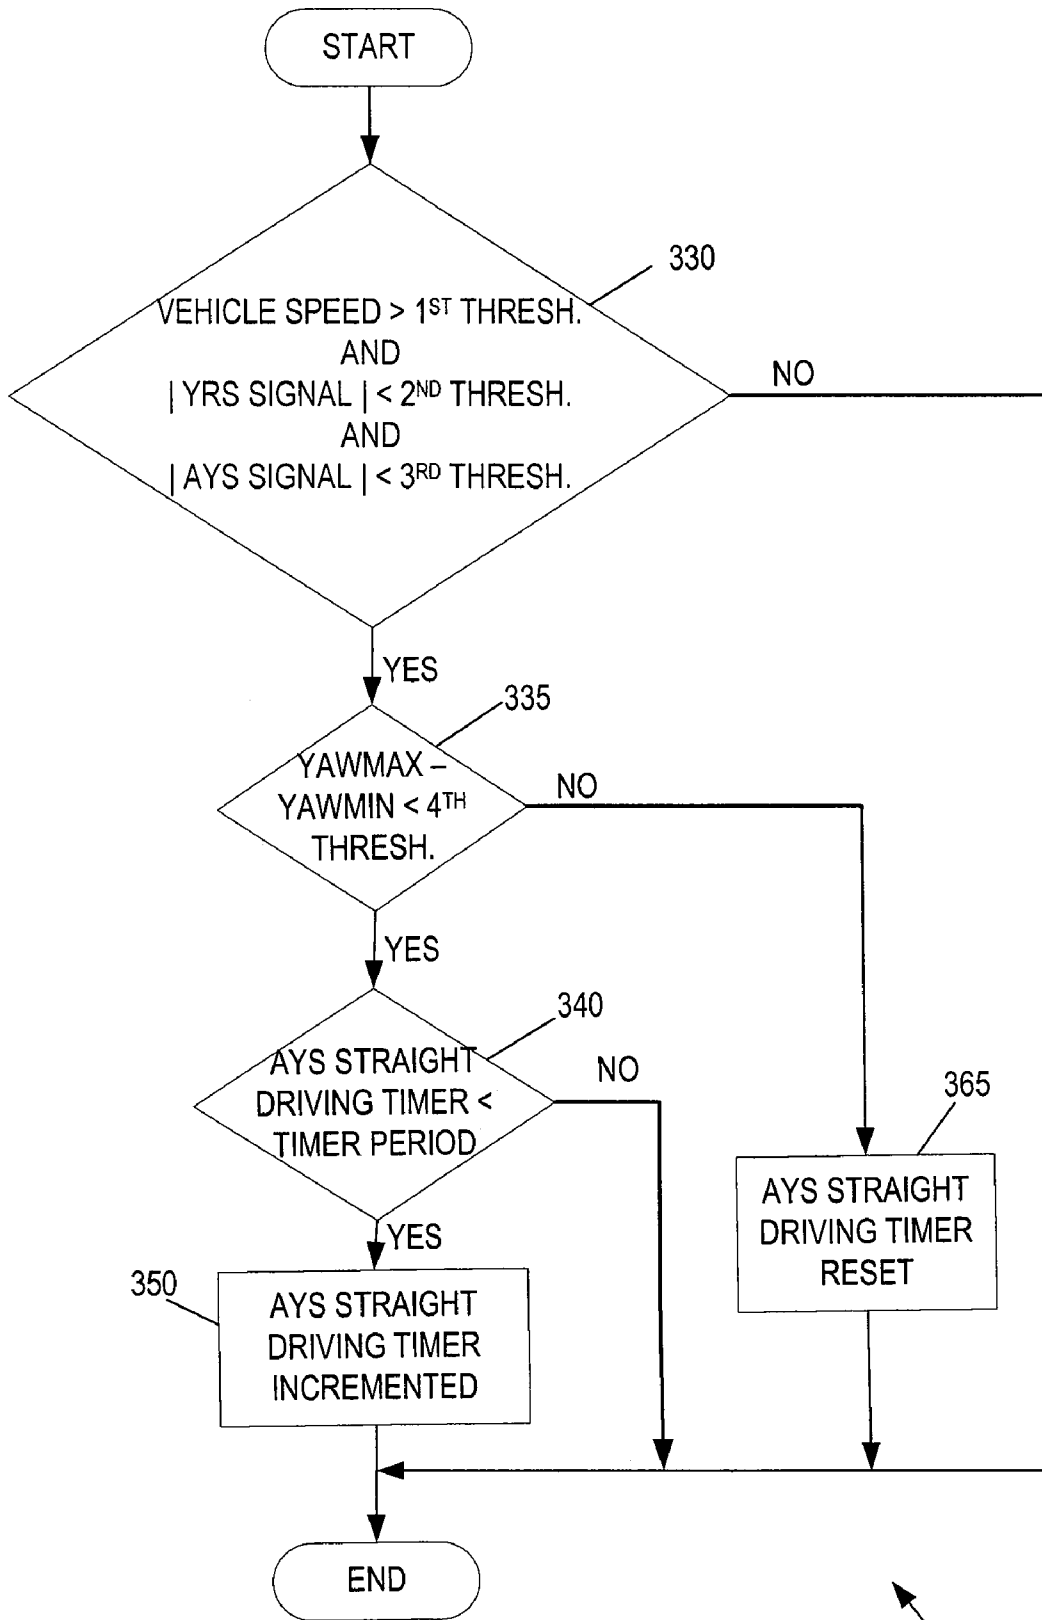 START
330
VEHICLE SPEED > 1ST THRESH.
AND
| YRS SIGNAL | < 2ND THRESH.
AND
| AYS SIGNAL | < 3RD THRESH.
NO
YES
335
YAWMAX –
YAWMIN < 4TH
THRESH.
NO
YES
340
AYS STRAIGHT
DRIVING TIMER <
TIMER PERIOD
NO
YES
365
AYS STRAIGHT
DRIVING TIMER
RESET
350
AYS STRAIGHT
DRIVING TIMER
INCREMENTED
END